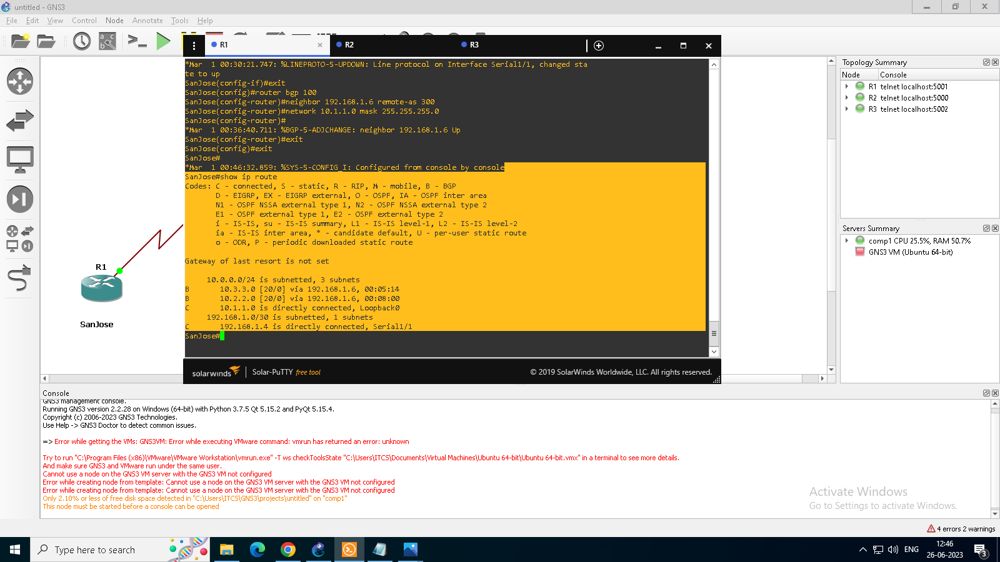 untitled - GNS3
File Edit View Control Node Annotate Tools Help
R1
R2
R3
*Mar  1 00:30:21.747: %LINEPROTO-5-UPDOWN: Line protocol on Interface Serial1/1, changed sta
te to up
SanJose(config-if)#exit
SanJose(config)#router bgp 100
SanJose(config-router)#neighbor 192.168.1.6 remote-as 300
SanJose(config-router)#network 10.1.1.0 mask 255.255.255.0
SanJose(config-router)#
*Mar  1 00:36:40.711: %BGP-5-ADJCHANGE: neighbor 192.168.1.6 Up
SanJose(config-router)#exit
SanJose(config)#exit
SanJose#
*Mar  1 00:46:32.859: %SYS-5-CONFIG_I: Configured from console by console
SanJose#show ip route
Codes: C - connected, S - static, R - RIP, M - mobile, B - BGP
D - EIGRP, EX - EIGRP external, O - OSPF, IA - OSPF inter area
N1 - OSPF NSSA external type 1, N2 - OSPF NSSA external type 2
E1 - OSPF external type 1, E2 - OSPF external type 2
i - IS-IS, su - IS-IS summary, L1 - IS-IS level-1, L2 - IS-IS level-2
ia - IS-IS inter area, * - candidate default, U - per-user static route
o - ODR, P - periodic downloaded static route
Gateway of last resort is not set
10.0.0.0/24 is subnetted, 3 subnets
B 10.3.3.0 [20/0] via 192.168.1.6, 00:05:14
B 10.2.2.0 [20/0] via 192.168.1.6, 00:08:00
C 10.1.1.0 is directly connected, Loopback0
192.168.1.0/30 is subnetted, 1 subnets
C 192.168.1.4 is directly connected, Serial1/1
SanJose#
solarwinds | Solar-PuTTY free tool
© 2019 SolarWinds Worldwide, LLC. All rights reserved.
R1
SanJose
Topology Summary
Node Console
R1 telnet localhost:5001
R2 telnet localhost:5000
R3 telnet localhost:5002
Servers Summary
comp1 CPU 25.5%, RAM 50.7%
GNS3 VM (Ubuntu 64-bit)
Console
GNS3 management console.
Running GNS3 version 2.2.28 on Windows (64-bit) with Python 3.7.5 Qt 5.15.2 and PyQt 5.15.4.
Copyright (c) 2006-2023 GNS3 Technologies.
Use Help -> GNS3 Doctor to detect common issues.
=> Error while getting the VMs: GNS3VM: Error while executing VMware command: vmrun has returned an error: unknown
Try to run "C:\Program Files (x86)\VMware\VMware Workstation\vmrun.exe" -T ws checkToolsState "C:\Users\ITCS\Documents\Virtual Machines\Ubuntu 64-bit\Ubuntu 64-bit.vmx" in a terminal to see more details.
And make sure GNS3 and VMware run under the same user.
Cannot use a node on the GNS3 VM server with the GNS3 VM not configured
Error while creating node from template: Cannot use a node on the GNS3 VM server with the GNS3 VM not configured
Error while creating node from template: Cannot use a node on the GNS3 VM server with the GNS3 VM not configured
Only 2.10% or less of free disk space detected in "C:\Users\ITCS\GNS3\projects\untitled" on "comp1"
This node must be started before a console can be opened
Activate Windows
Go to Settings to activate Windows.
4 errors 2 warnings
Type here to search
ENG
12:46
26-06-2023
3